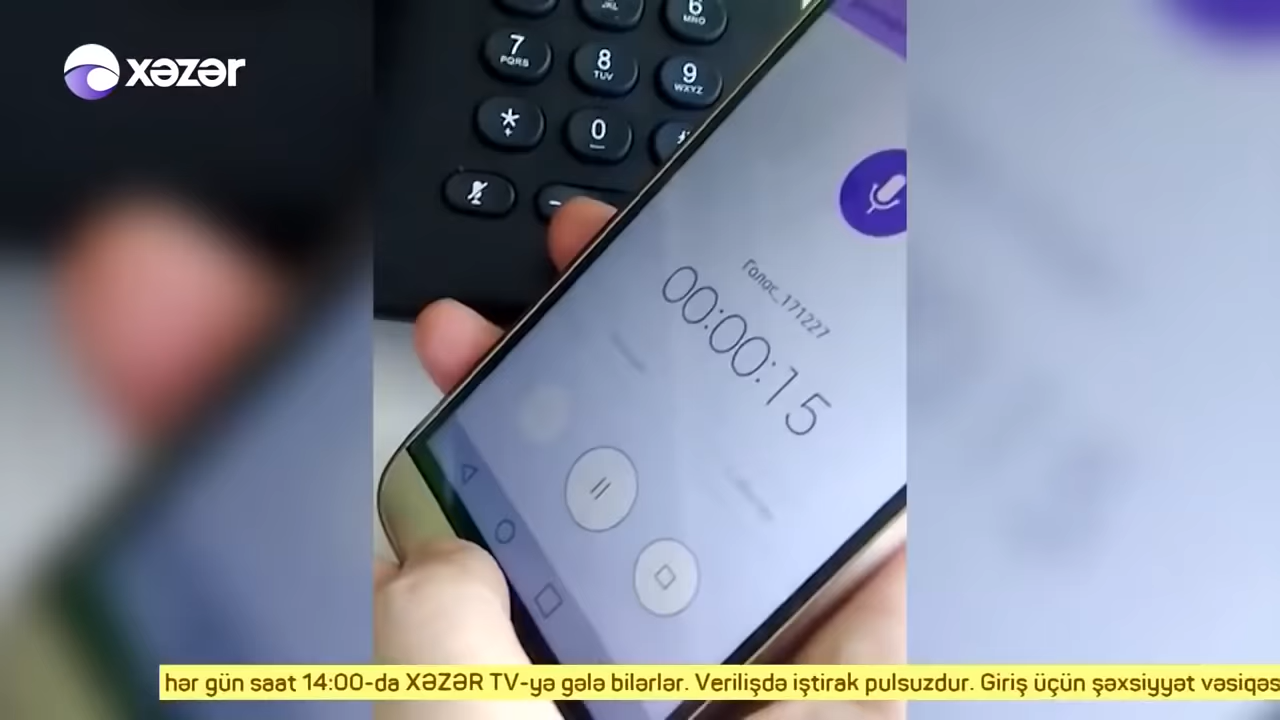 xəzər
JKL
6
MNO
7
PQRS
8
TUV
9
WXYZ
*
+
0
Голос_171227
00:00:15
hər gün saat 14:00-da XƏZƏR TV-yə gələ bilərlər. Verilişdə iştirak pulsuzdur. Giriş üçün şəxsiyyət vəsiqəs